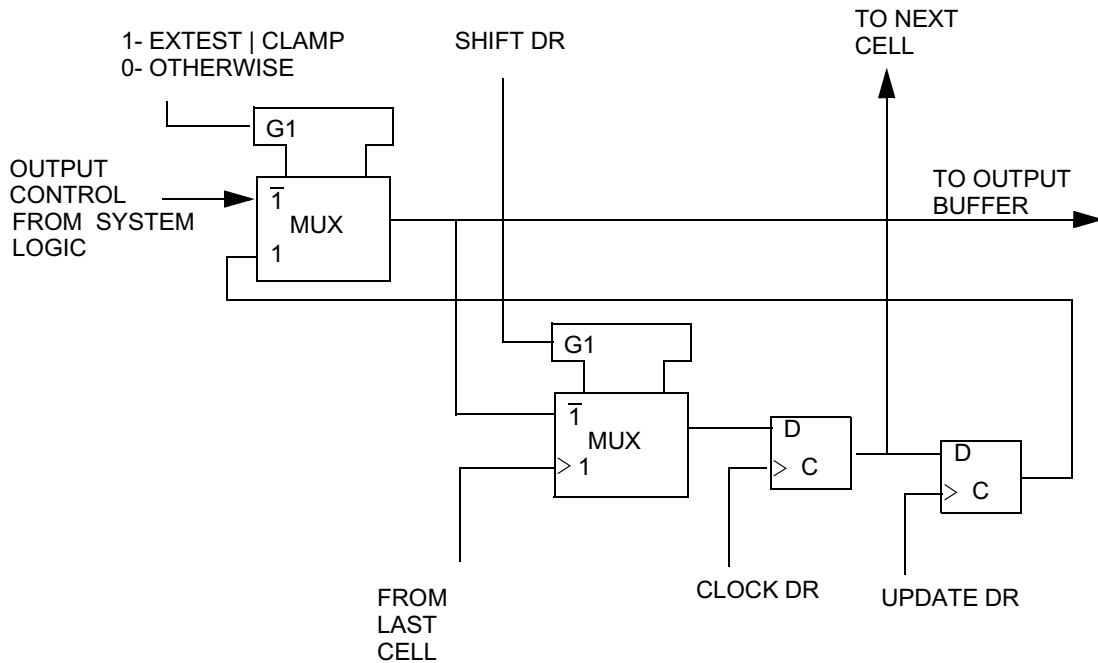 1- EXTEST | CLAMP
0- OTHERWISE
SHIFT DR
TO NEXT
CELL
G1
OUTPUT
CONTROL
FROM SYSTEM
LOGIC
1̅
MUX
1
TO OUTPUT
BUFFER
G1
1̅
MUX
1
D
C
D
C
FROM
LAST
CELL
CLOCK DR
UPDATE DR